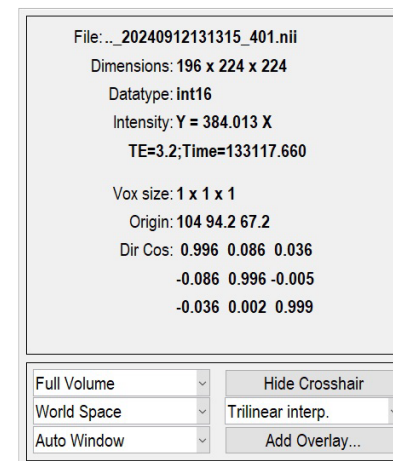 File: .._20240912131315_401.nii
Dimensions: 196 x 224 x 224
Datatype: int16
Intensity: Y = 384.013 X
TE=3.2;Time=133117.660
Vox size: 1 x 1 x 1
Origin: 104 94.2 67.2
Dir Cos: 0.996 0.086 0.036
-0.086 0.996 -0.005
-0.036 0.002 0.999
Full Volume Hide Crosshair
World Space Trilinear interp.
Auto Window Add Overlay...